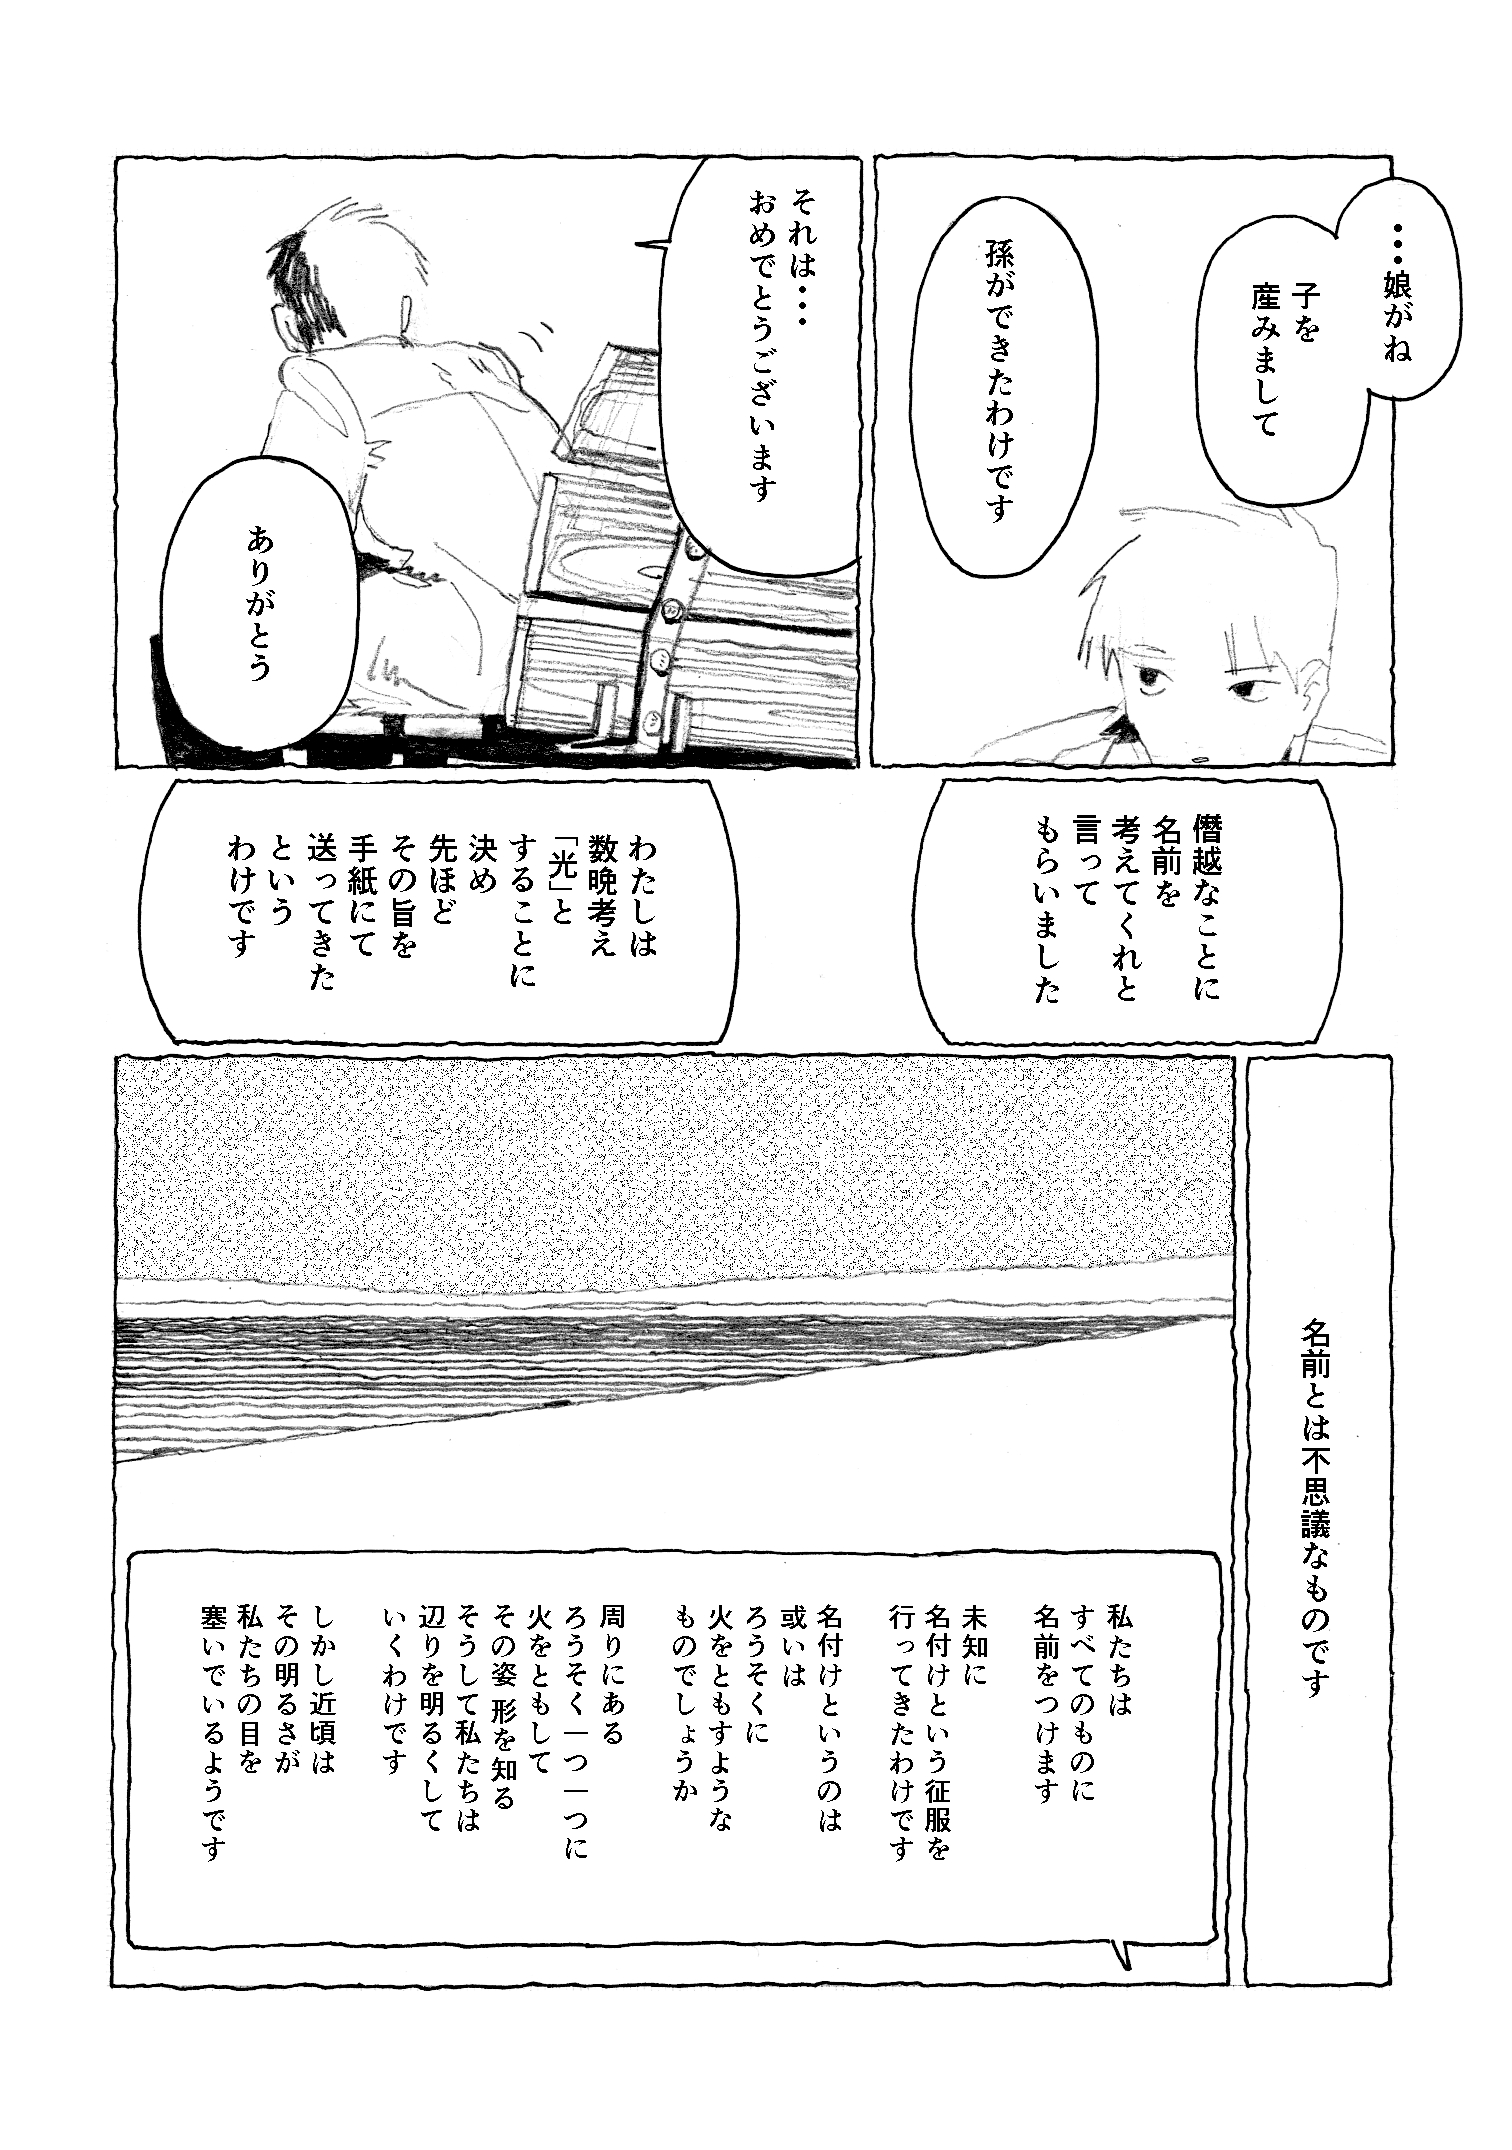 ・・・娘がね
子を
産みまして
孫ができたわけです
それは・・・
おめでとうございます
ありがとう
僭越なことに
名前を
考えてくれと
言って
もらいました
わたしは
数晩考え
「光」と
することに
決め
先ほど
その旨を
手紙にて
送ってきた
という
わけです
名前とは不思議なものです
私たちは
すべてのものに
名前をつけます
未知に
名付けという征服を
行ってきたわけです
名付けというのは
或いは
ろうそくに
火をともすような
ものでしょうか
周りにある
ろうそく一つ一つに
火をともして
その姿 形を知る
そうして私たちは
辺りを明るくして
いくわけです
しかし近頃は
その明るさが
私たちの目を
塞いでいるようです